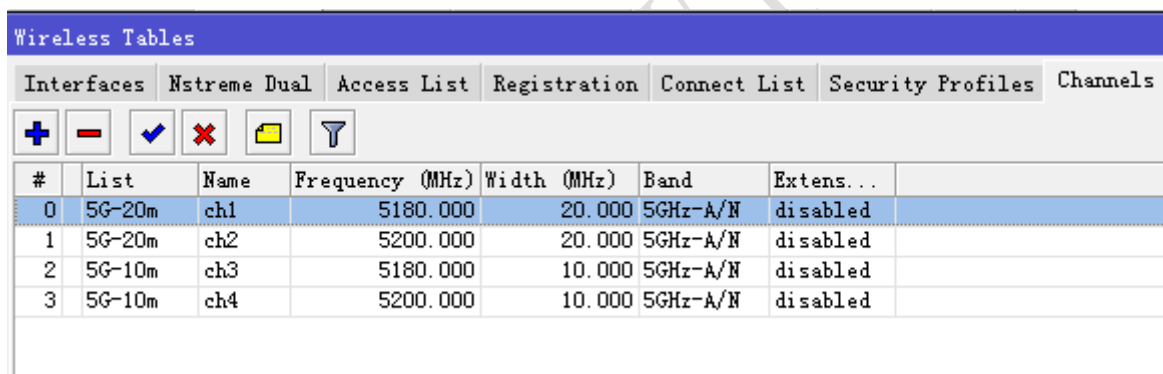 Wireless Tables
Interfaces Nstreme Dual Access List Registration Connect List Security Profiles Channels
# List Name Frequency (MHz) Width (MHz) Band Extens...
0 5G-20m ch1 5180.000 20.000 5GHz-A/N disabled
1 5G-20m ch2 5200.000 20.000 5GHz-A/N disabled
2 5G-10m ch3 5180.000 10.000 5GHz-A/N disabled
3 5G-10m ch4 5200.000 10.000 5GHz-A/N disabled